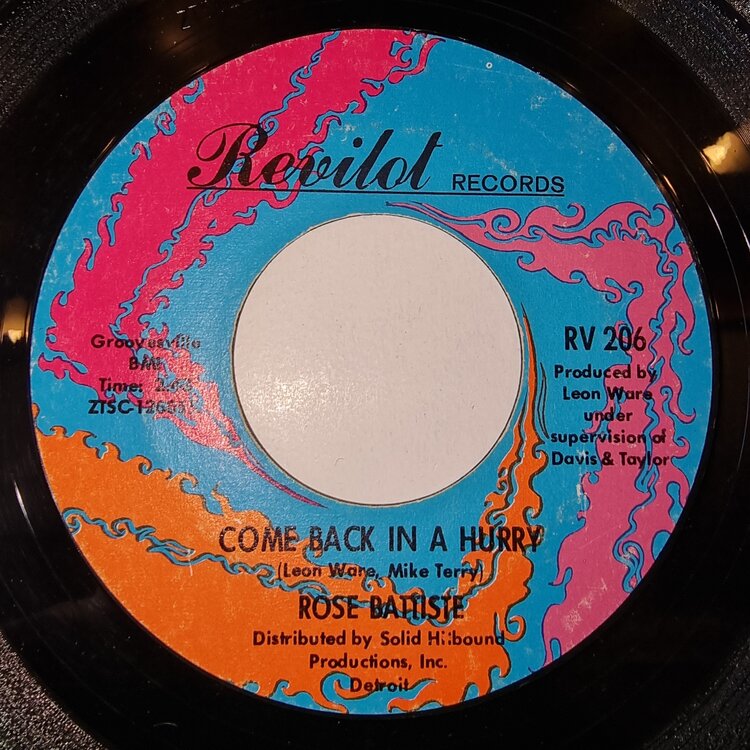 Revilot RECORDS
Groovesville
BMI
Time:
RV 206
Produced by
Leon Ware
under
supervision of
Davis & Taylor
COME BACK IN A HURRY
(Leon Ware, Mike Terry)
ROSE BATTISTE
Distributed by Solid Hitbound
Productions, Inc.
Detroit